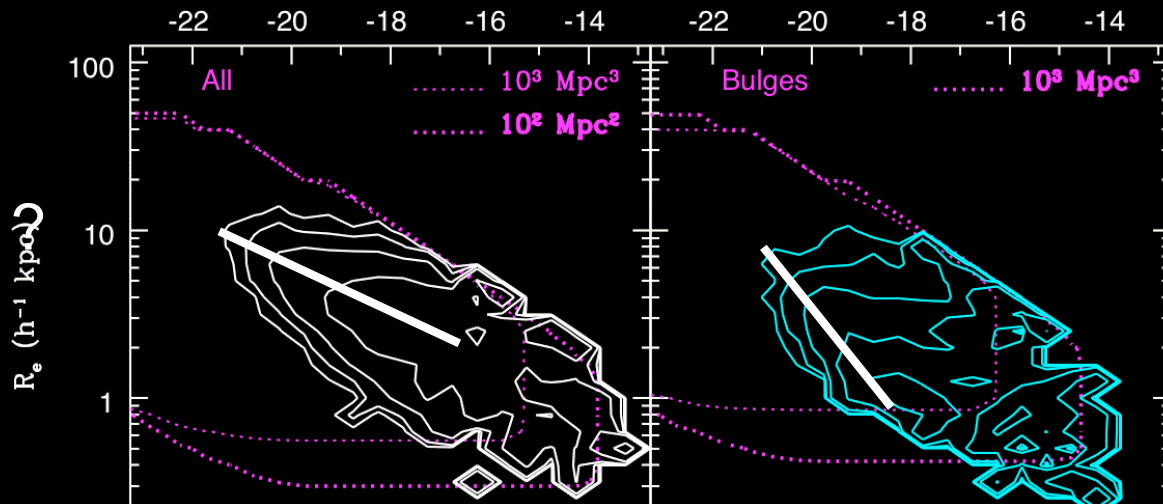 -22 -20 -18 -16 -14 -22 -20 -18 -16 -14
100
All
10³ Mpc³
10² Mpc²
Bulges
10³ Mpc³
10
1
Rₑ (h⁻¹ kpc)